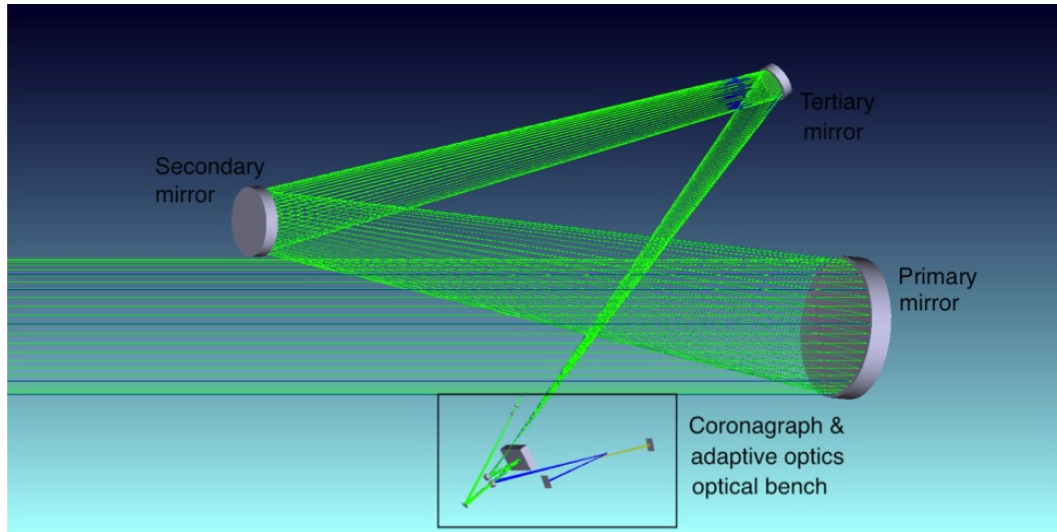 Tertiary
mirror
Secondary
mirror
Primary
mirror
Coronagraph &
adaptive optics
optical bench